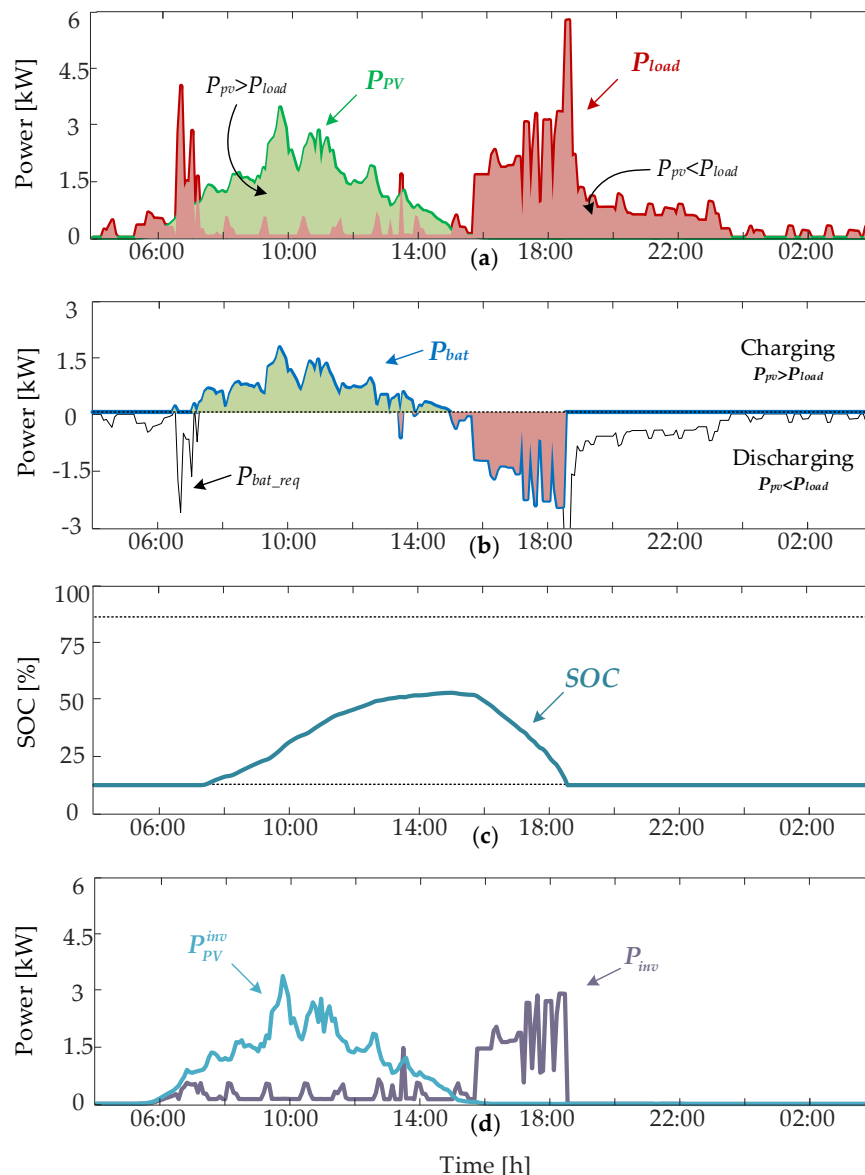 6
4.5
3
1.5
0
Power [kW]
P_pv>P_load
P_PV
P_load
P_pv<P_load
06:00 10:00 14:00 18:00 22:00 02:00
(a)
3
1.5
0
-1.5
-3
Power [kW]
P_bat
Charging
P_pv>P_load
P_bat_req
Discharging
P_pv<P_load
06:00 10:00 14:00 18:00 22:00 02:00
(b)
100
75
50
25
0
SOC [%]
SOC
06:00 10:00 14:00 18:00 22:00 02:00
(c)
6
4.5
3
1.5
0
Power [kW]
P_PV^inv
P_inv
06:00 10:00 14:00 18:00 22:00 02:00
(d)
Time [h]